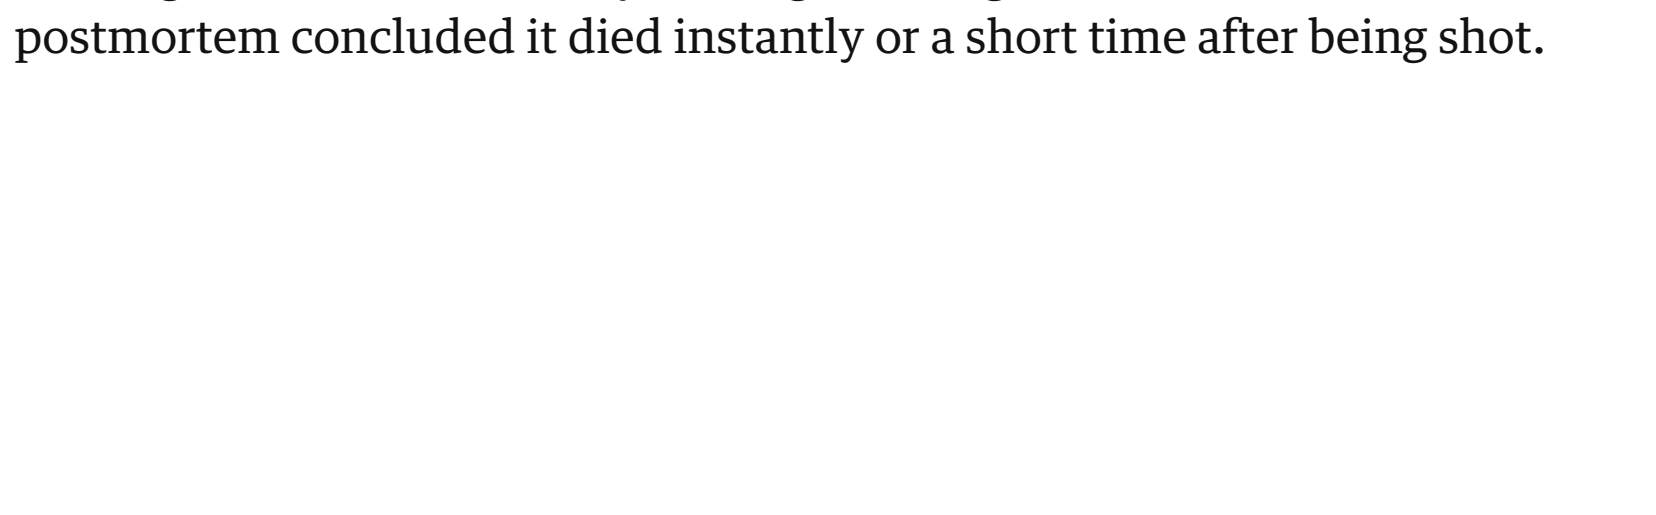 postmortem concluded it died instantly or a short time after being shot.